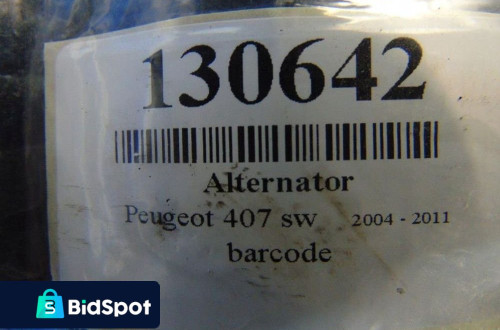 130642
Alternator
Peugeot 407 sw 2004 - 2011
barcode
BidSpot